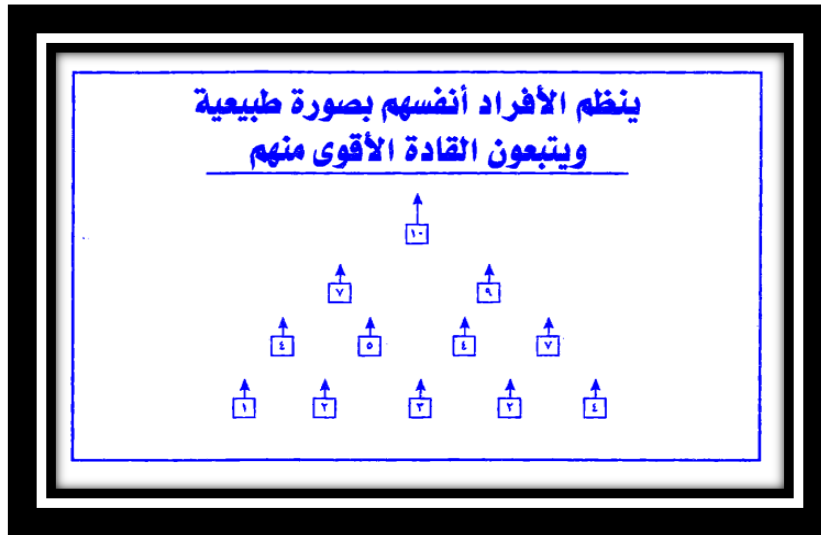 ينظم الأفراد أنفسهم بصورة طبيعية
ويتبعون القادة الأقوى منهم
١٠
٧ ٩
٤ ٥ ٤ ٧
١ ٢ ٣ ٢ ٤